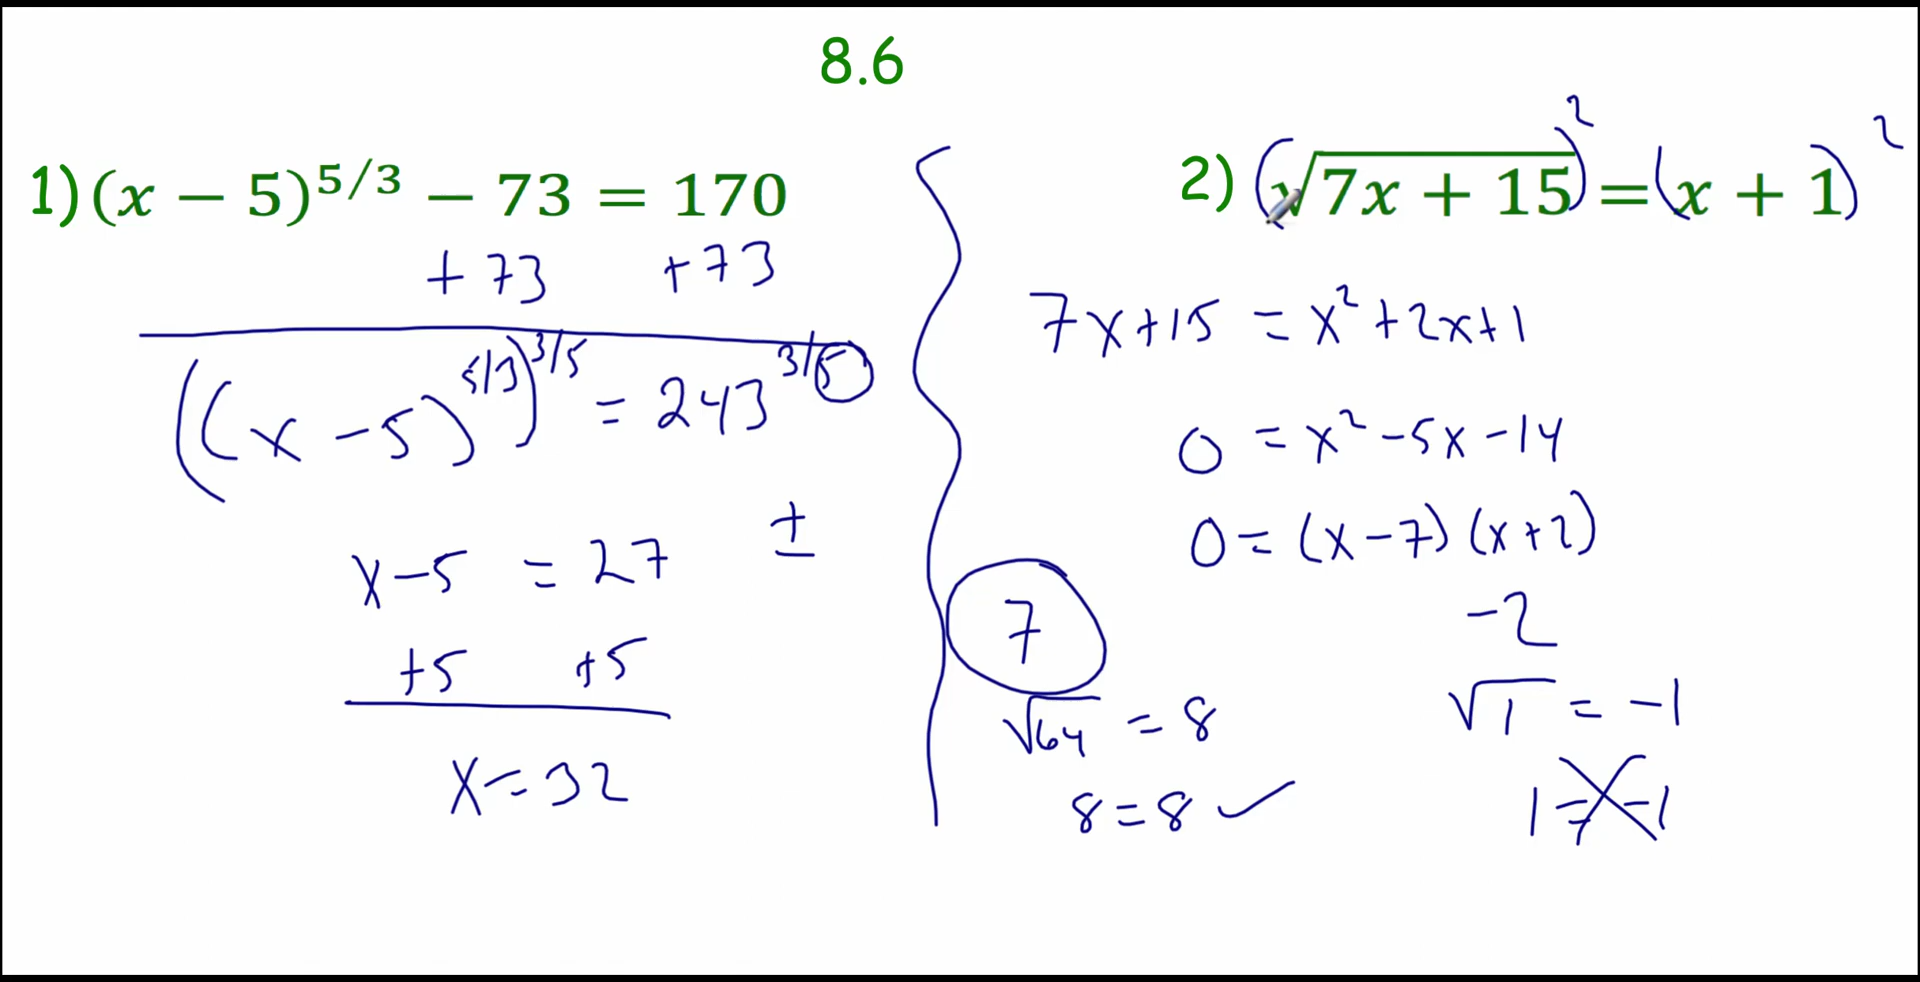 8.6
1) (x − 5)^{5/3} − 73 = 170
+73 +73
((x − 5)^{5/3})^{3/5} = 243^{3/5}
x − 5 = 27 ±
+5 +5
x = 32
2) (√(7x + 15))² = (x + 1)²
7x + 15 = x² + 2x + 1
0 = x² − 5x − 14
0 = (x − 7)(x + 2)
7
√64 = 8
8 = 8 ✓
−2
√1 = −1
1 = −1